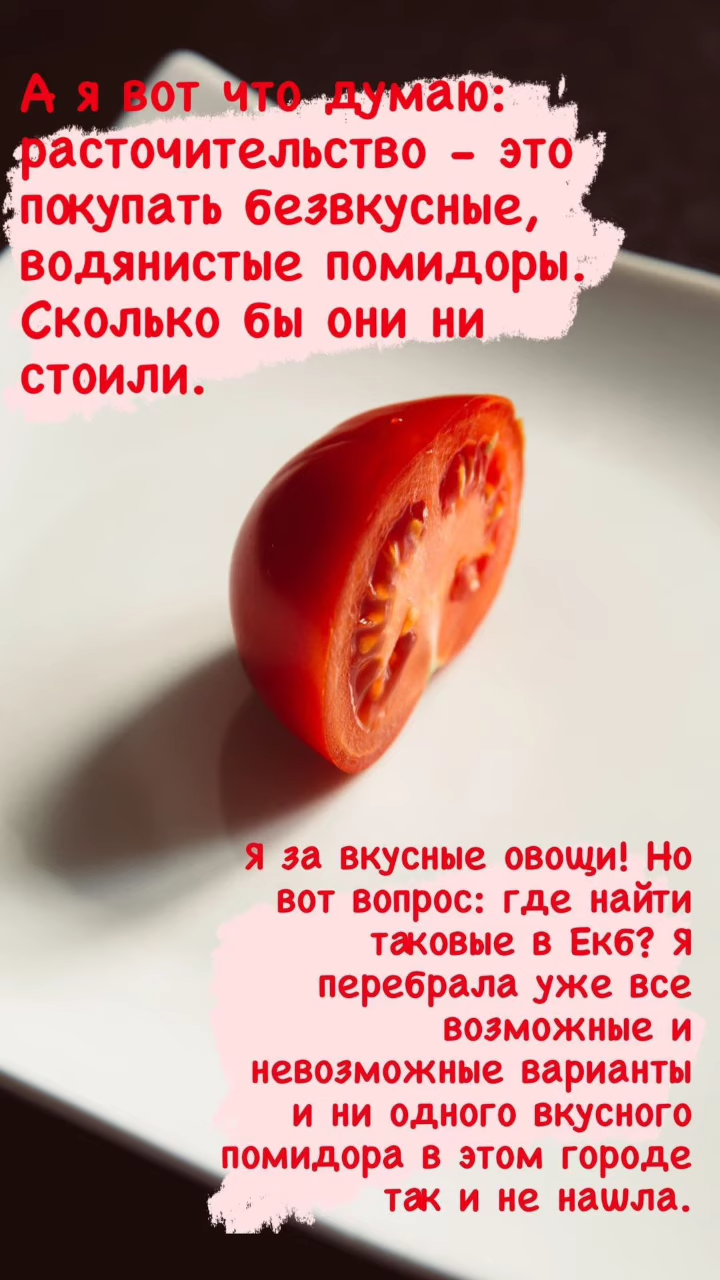 А я вот что думаю:
расточительство – это
покупать безвкусные,
водянистые помидоры.
Сколько бы они ни
стоили.
Я за вкусные овощи! Но
вот вопрос: где найти
таковые в Екб? Я
перебрала уже все
возможные и
невозможные варианты
и ни одного вкусного
помидора в этом городе
так и не нашла.